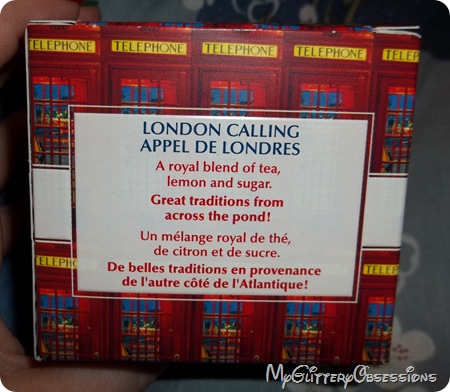 TELEPHONE TELEPHONE TELEPHONE TELEPHONE TELEPHONE
LONDON CALLING
APPEL DE LONDRES
A royal blend of tea,
lemon and sugar.
Great traditions from
across the pond!
Un mélange royal de thé,
de citron et de sucre.
De belles traditions en provenance
de l'autre côté de l'Atlantique!
TELEPHONE TELEPHONE
MyGlitteryObsessions